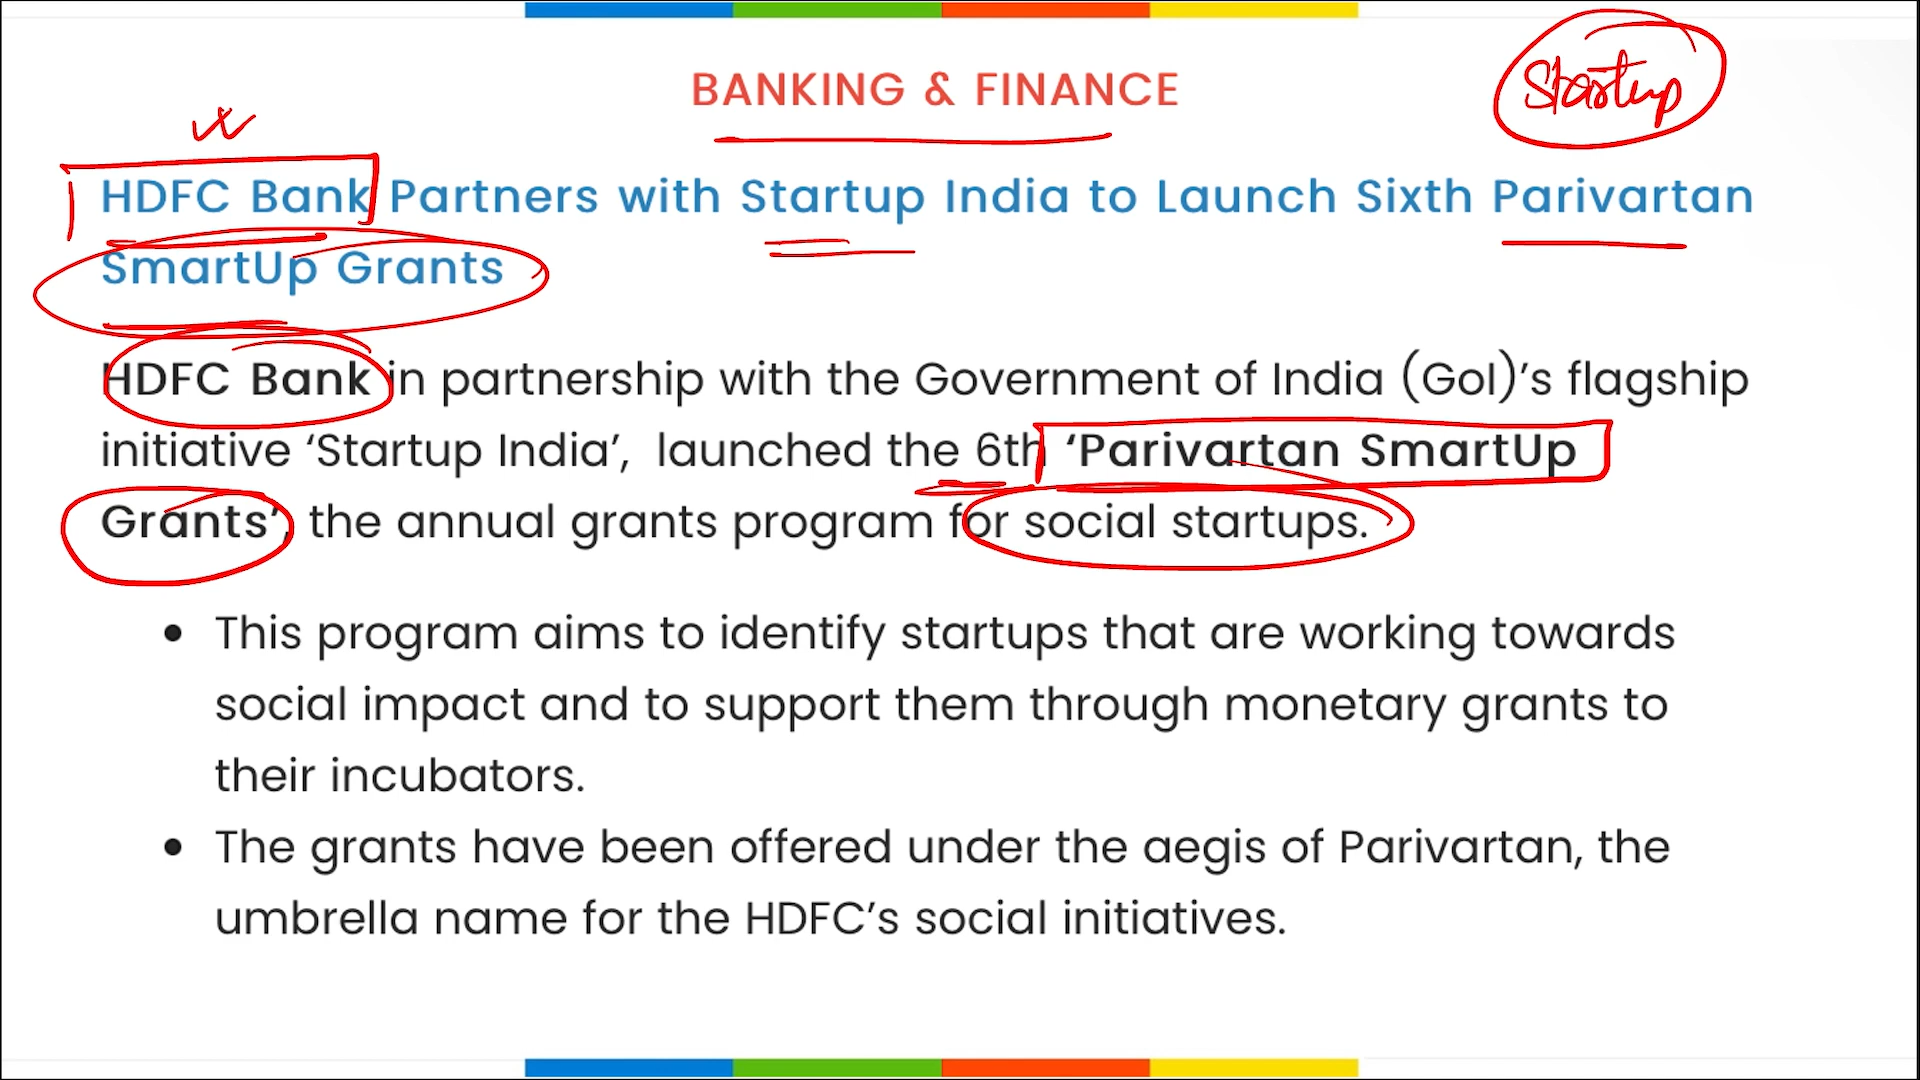 BANKING & FINANCE
Startup
HDFC Bank Partners with Startup India to Launch Sixth Parivartan
SmartUp Grants
HDFC Bank in partnership with the Government of India (GoI)’s flagship
initiative ‘Startup India’, launched the 6th ‘Parivartan SmartUp
Grants’, the annual grants program for social startups.
• This program aims to identify startups that are working towards
social impact and to support them through monetary grants to
their incubators.
• The grants have been offered under the aegis of Parivartan, the
umbrella name for the HDFC’s social initiatives.